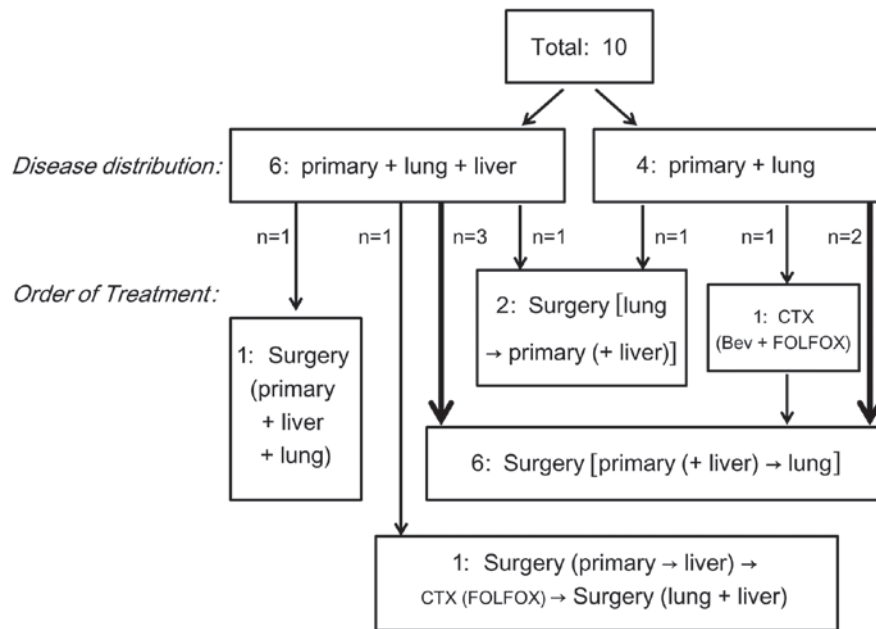 Total: 10
Disease distribution:
6: primary + lung + liver
4: primary + lung
n=1
n=1
n=3
n=1
n=1
n=1
n=2
Order of Treatment:
2: Surgery [lung
→ primary (+ liver)]
1: CTX
(Bev + FOLFOX)
1: Surgery
(primary
+ liver
+ lung)
6: Surgery [primary (+ liver) → lung]
1: Surgery (primary → liver) →
CTX (FOLFOX) → Surgery (lung + liver)